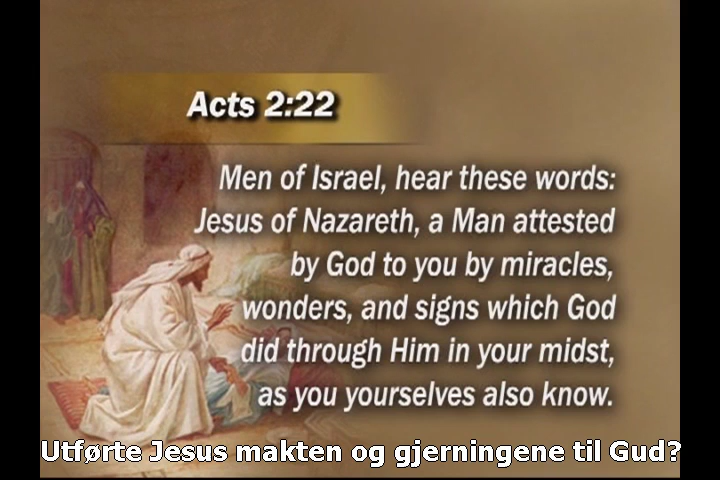 Acts 2:22
Men of Israel, hear these words:
Jesus of Nazareth, a Man attested
by God to you by miracles,
wonders, and signs which God
did through Him in your midst,
as you yourselves also know.
Utførte Jesus makten og gjerningene til Gud?